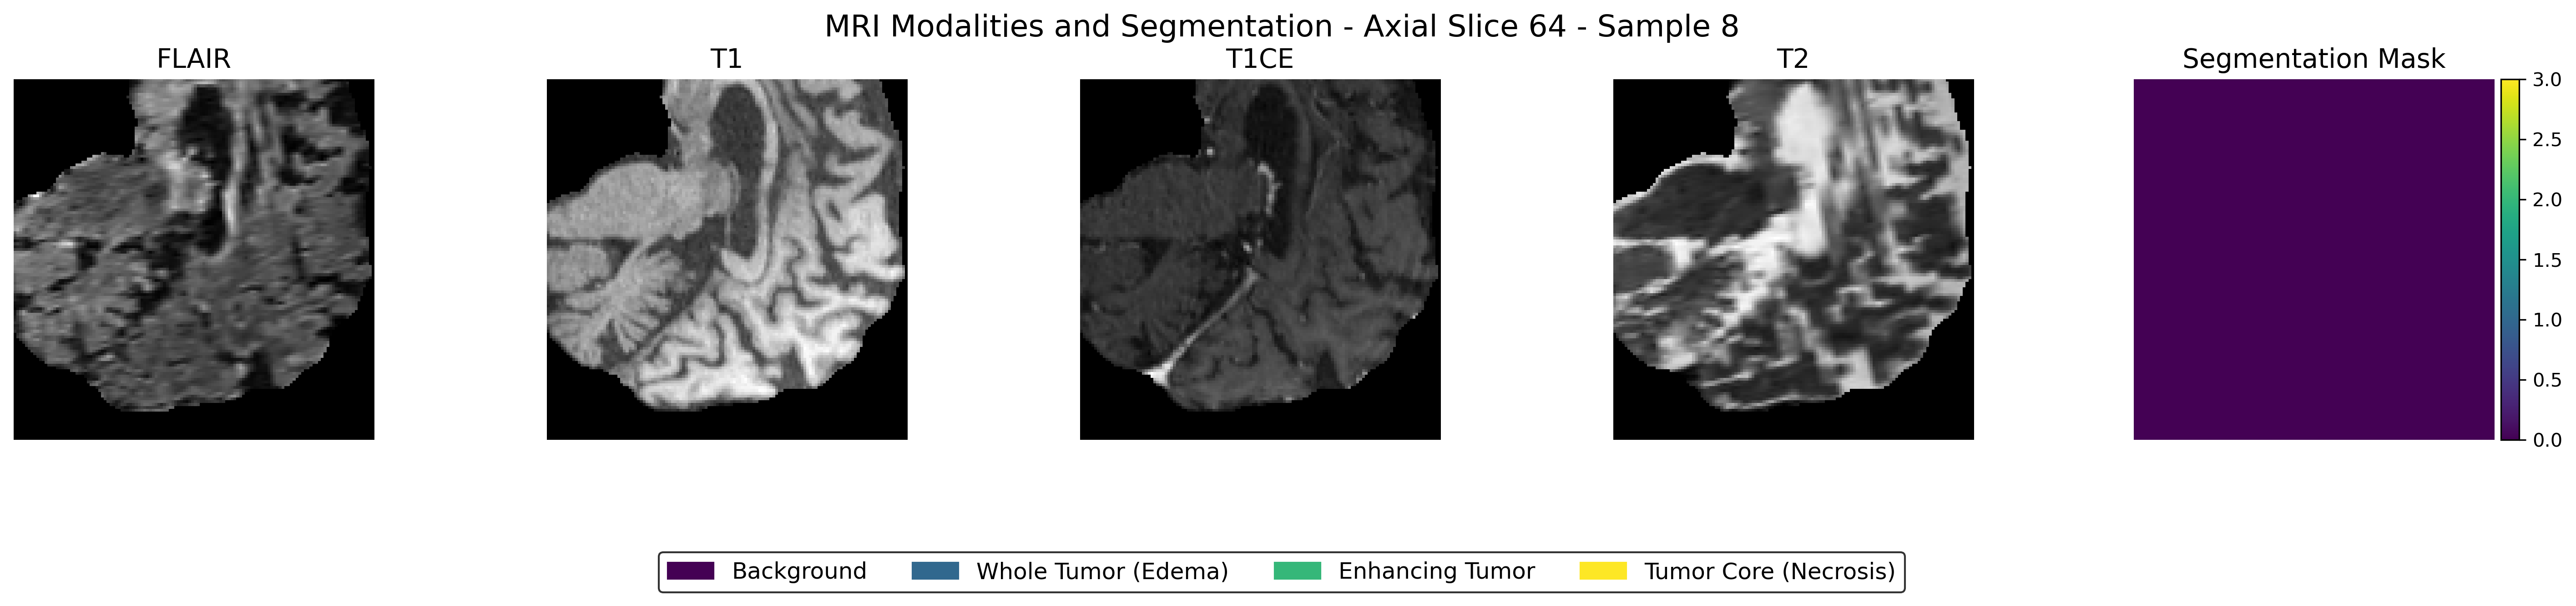 MRI Modalities and Segmentation - Axial Slice 64 - Sample 8
FLAIR
T1
T1CE
T2
Segmentation Mask
3.0
2.5
2.0
1.5
1.0
0.5
0.0
Background
Whole Tumor (Edema)
Enhancing Tumor
Tumor Core (Necrosis)